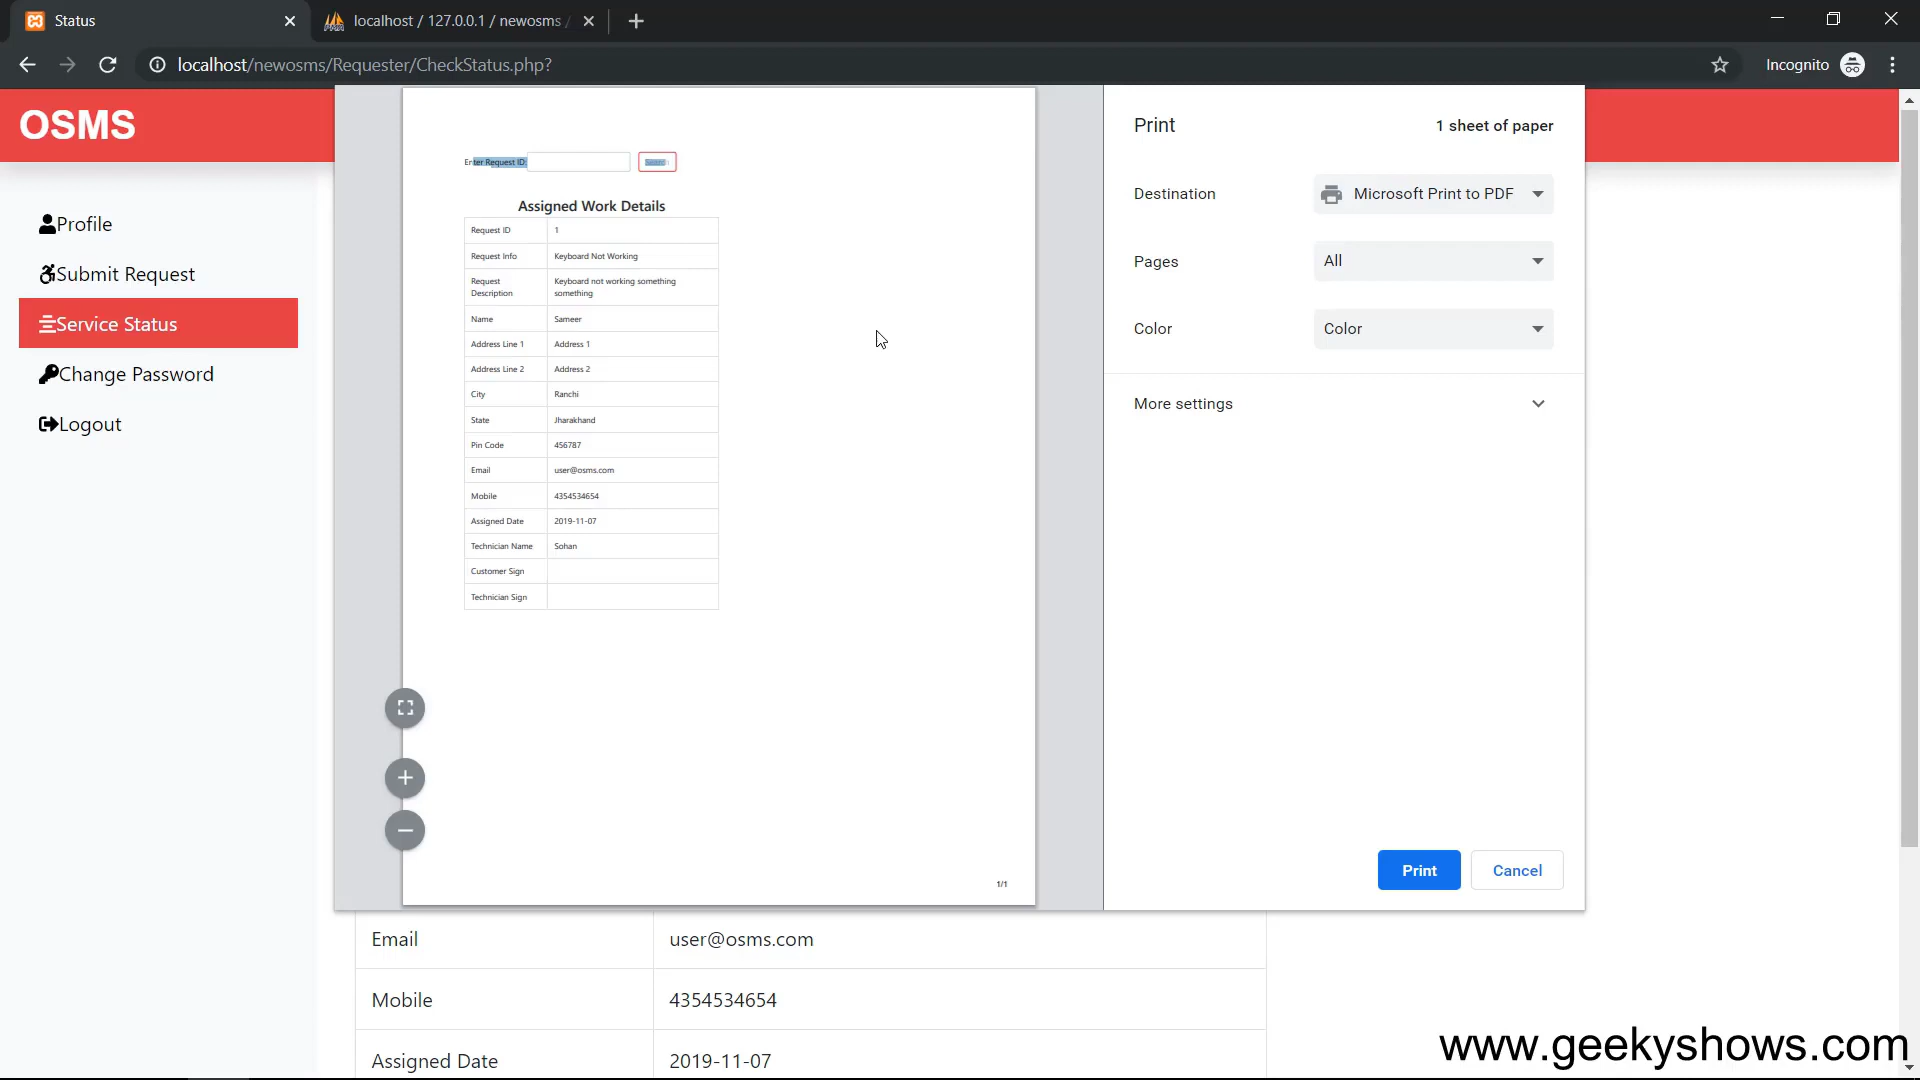 Status
localhost / 127.0.0.1 / newosms /
localhost/newosms/Requester/CheckStatus.php?
Incognito
OSMS
Profile
Submit Request
Service Status
Change Password
Logout
Enter Request ID:
Search
Assigned Work Details
Request ID 1
Request Info Keyboard Not Working
Request Description Keyboard not working something something
Name Sameer
Address Line 1 Address 1
Address Line 2 Address 2
City Ranchi
State Jharakhand
Pin Code 456787
Email user@osms.com
Mobile 4354534654
Assigned Date 2019-11-07
Technician Name Sohan
Customer Sign
Technician Sign
1/1
Print
1 sheet of paper
Destination Microsoft Print to PDF
Pages All
Color Color
More settings
Print Cancel
Email user@osms.com
Mobile 4354534654
Assigned Date 2019-11-07
www.geekyshows.com